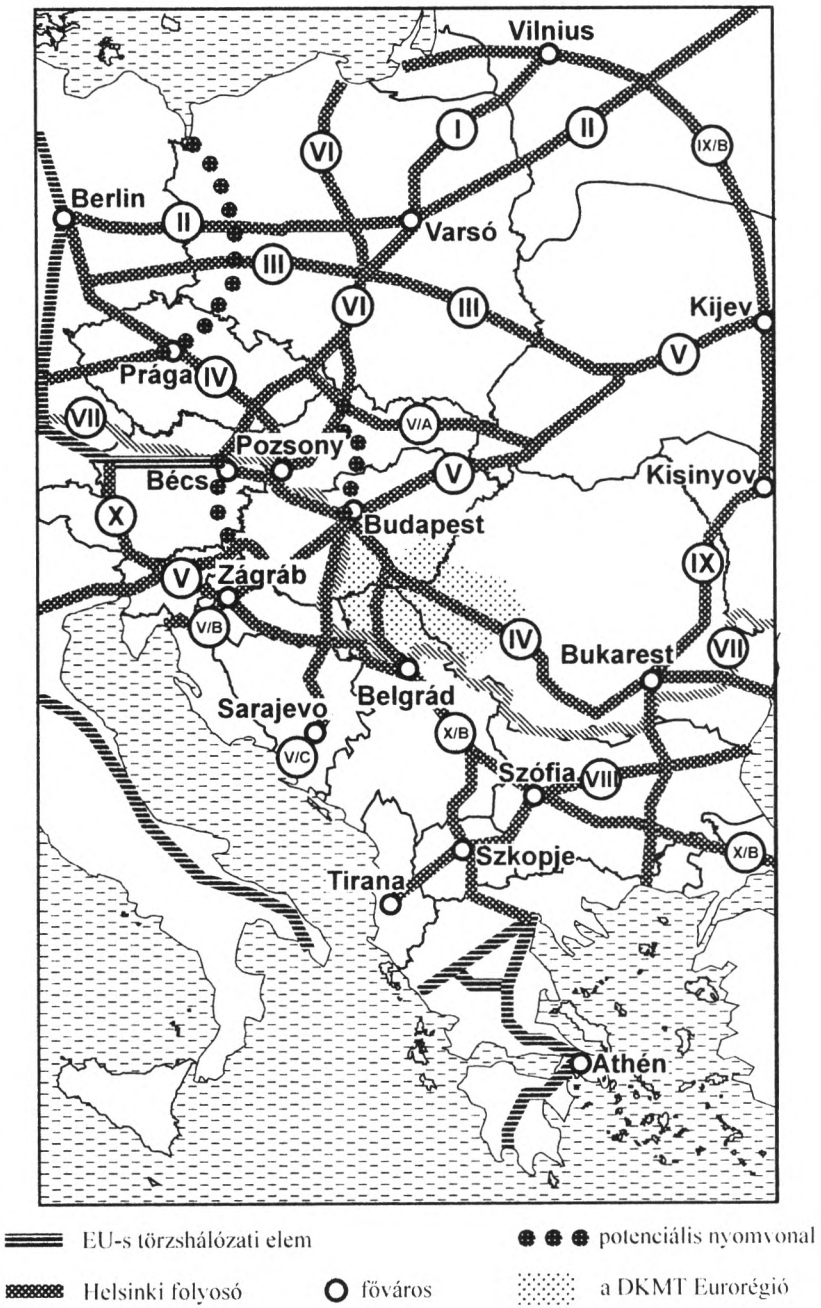 Vilnius
I
II
VI
IX/B
Berlin
II
Varsó
III
VI
III
Kijev
V
Prága
IV
VII
V/A
Pozsony
V
Bécs
Kisinyov
X
Budapest
IX
V
Zágráb
V/B
IV
VII
Bukarest
Belgrád
Sarajevo
X/B
V/C
Szófia
VIII
Szkopje
X/B
Tirana
Athén
EU-s törzshálózati elem
potenciális nyomvonal
Helsinki folyosó
főváros
a DKMT Eurorégió